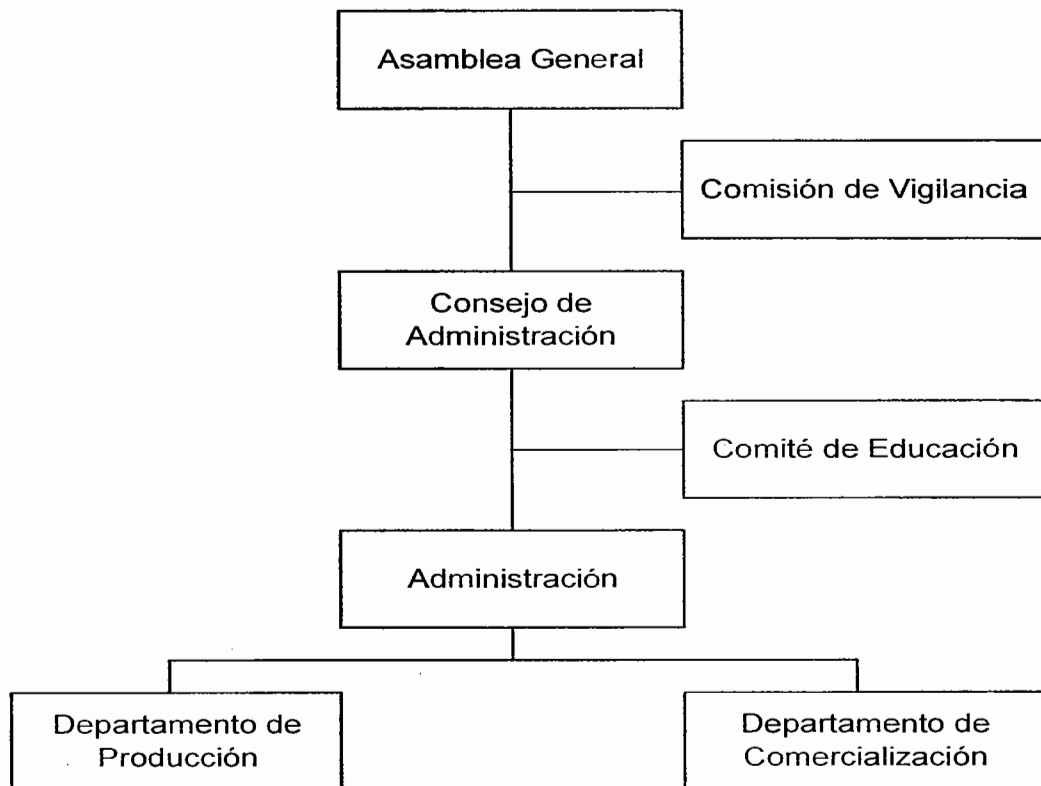 Asamblea General
Comisión de Vigilancia
Consejo de
Administración
Comité de Educación
Administración
Departamento de
Producción
Departamento de
Comercialización